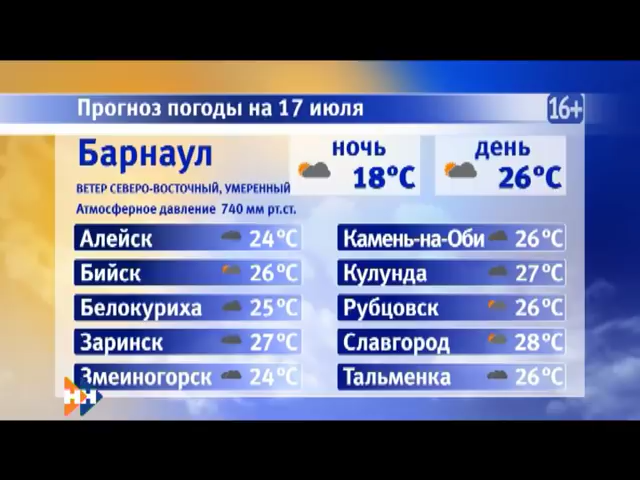 Прогноз погоды на 17 июля
16+
Барнаул
ВЕТЕР СЕВЕРО-ВОСТОЧНЫЙ, УМЕРЕННЫЙ
Атмосферное давление 740 мм рт.ст.
ночь
18°C
день
26°C
Алейск 24°C
Бийск 26°C
Белокуриха 25°C
Заринск 27°C
Змеиногорск 24°C
Камень-на-Оби 26°C
Кулунда 27°C
Рубцовск 26°C
Славгород 28°C
Тальменка 26°C
НН